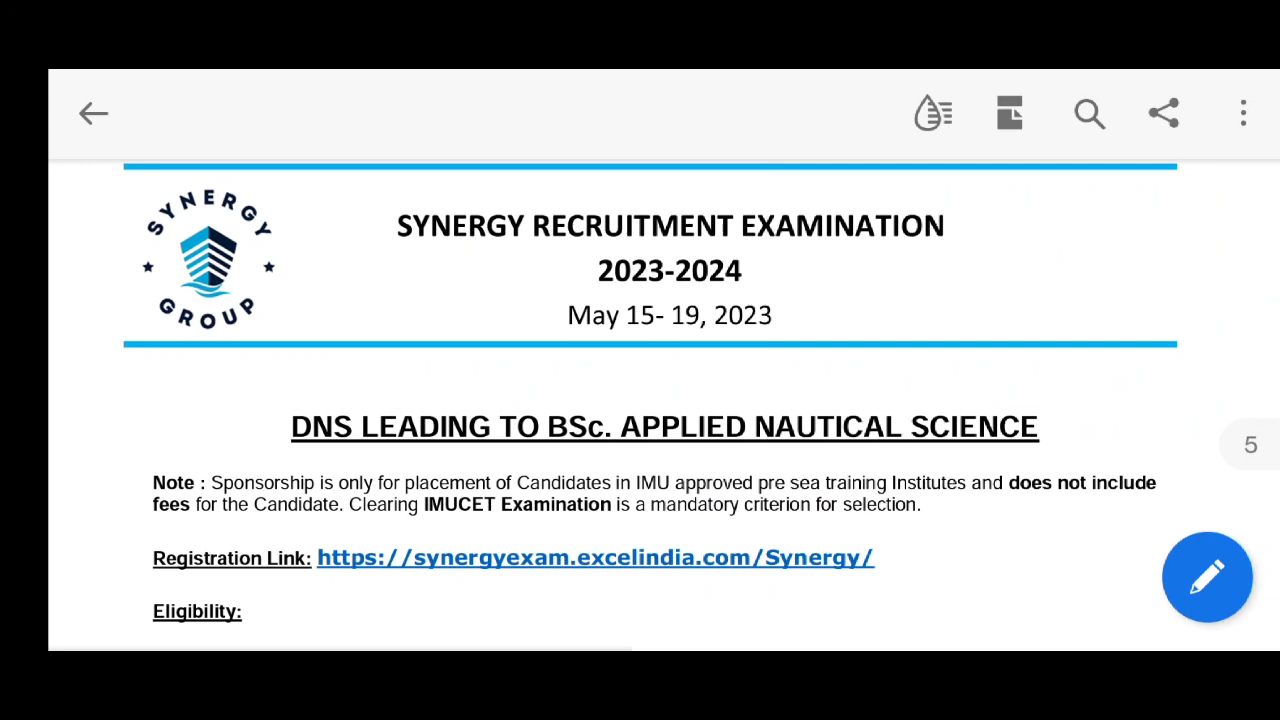 SYNERGY
GROUP
SYNERGY RECRUITMENT EXAMINATION
2023-2024
May 15- 19, 2023
DNS LEADING TO BSc. APPLIED NAUTICAL SCIENCE
5
Note : Sponsorship is only for placement of Candidates in IMU approved pre sea training Institutes and does not include
fees for the Candidate. Clearing IMUCET Examination is a mandatory criterion for selection.
Registration Link: https://synergyexam.excelindia.com/Synergy/
Eligibility: